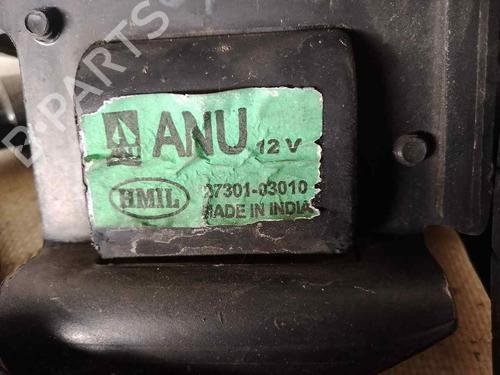 B-PARTS
ANU 12 V
HMIL 37301-03010
MADE IN INDIA